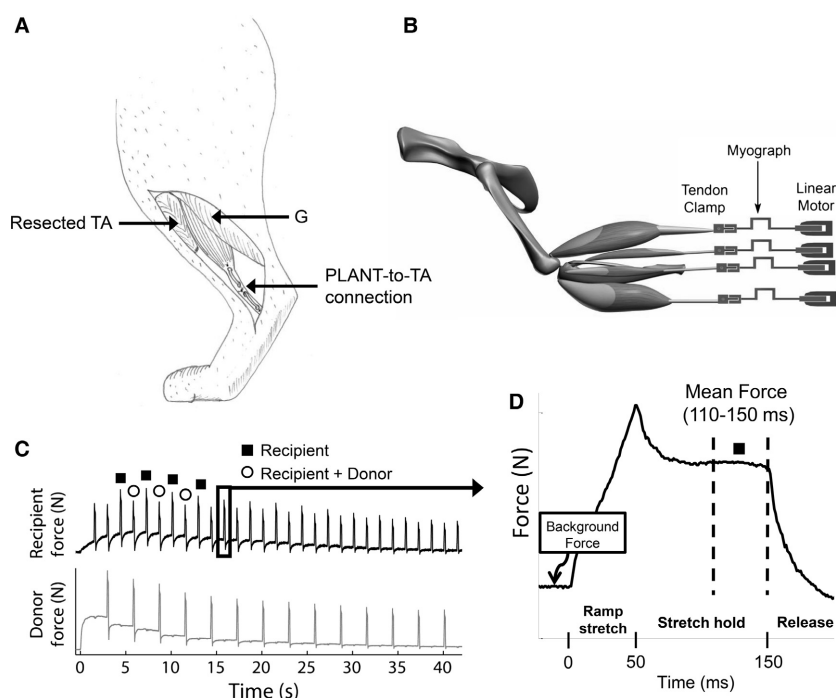 A
Resected TA
G
PLANT-to-TA
connection
B
Myograph
Tendon
Clamp
Linear
Motor
C
Recipient
Recipient + Donor
Recipient
force (N)
Donor
force (N)
0 5 10 15 20 25 30 35 40
Time (s)
D
Mean Force
(110-150 ms)
Force (N)
Background
Force
Ramp
stretch
Stretch hold
Release
0 50 150
Time (ms)